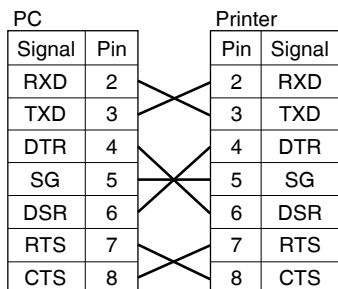 PC Printer
Signal Pin Pin Signal
RXD 2 2 RXD
TXD 3 3 TXD
DTR 4 4 DTR
SG 5 5 SG
DSR 6 6 DSR
RTS 7 7 RTS
CTS 8 8 CTS